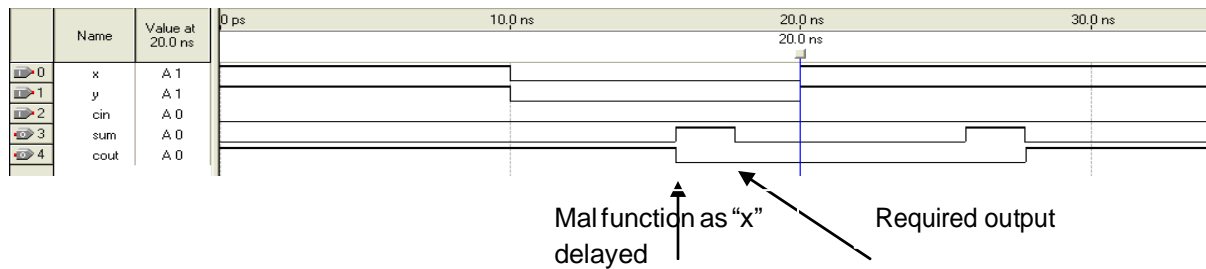 Name Value at 20.0 ns 0 ps 10.0 ns 20.0 ns 30.0 ns
20.0 ns
0 x A 1
1 y A 1
2 cin A 0
3 sum A 0
4 cout A 0
Mal function as “x” Required output
delayed